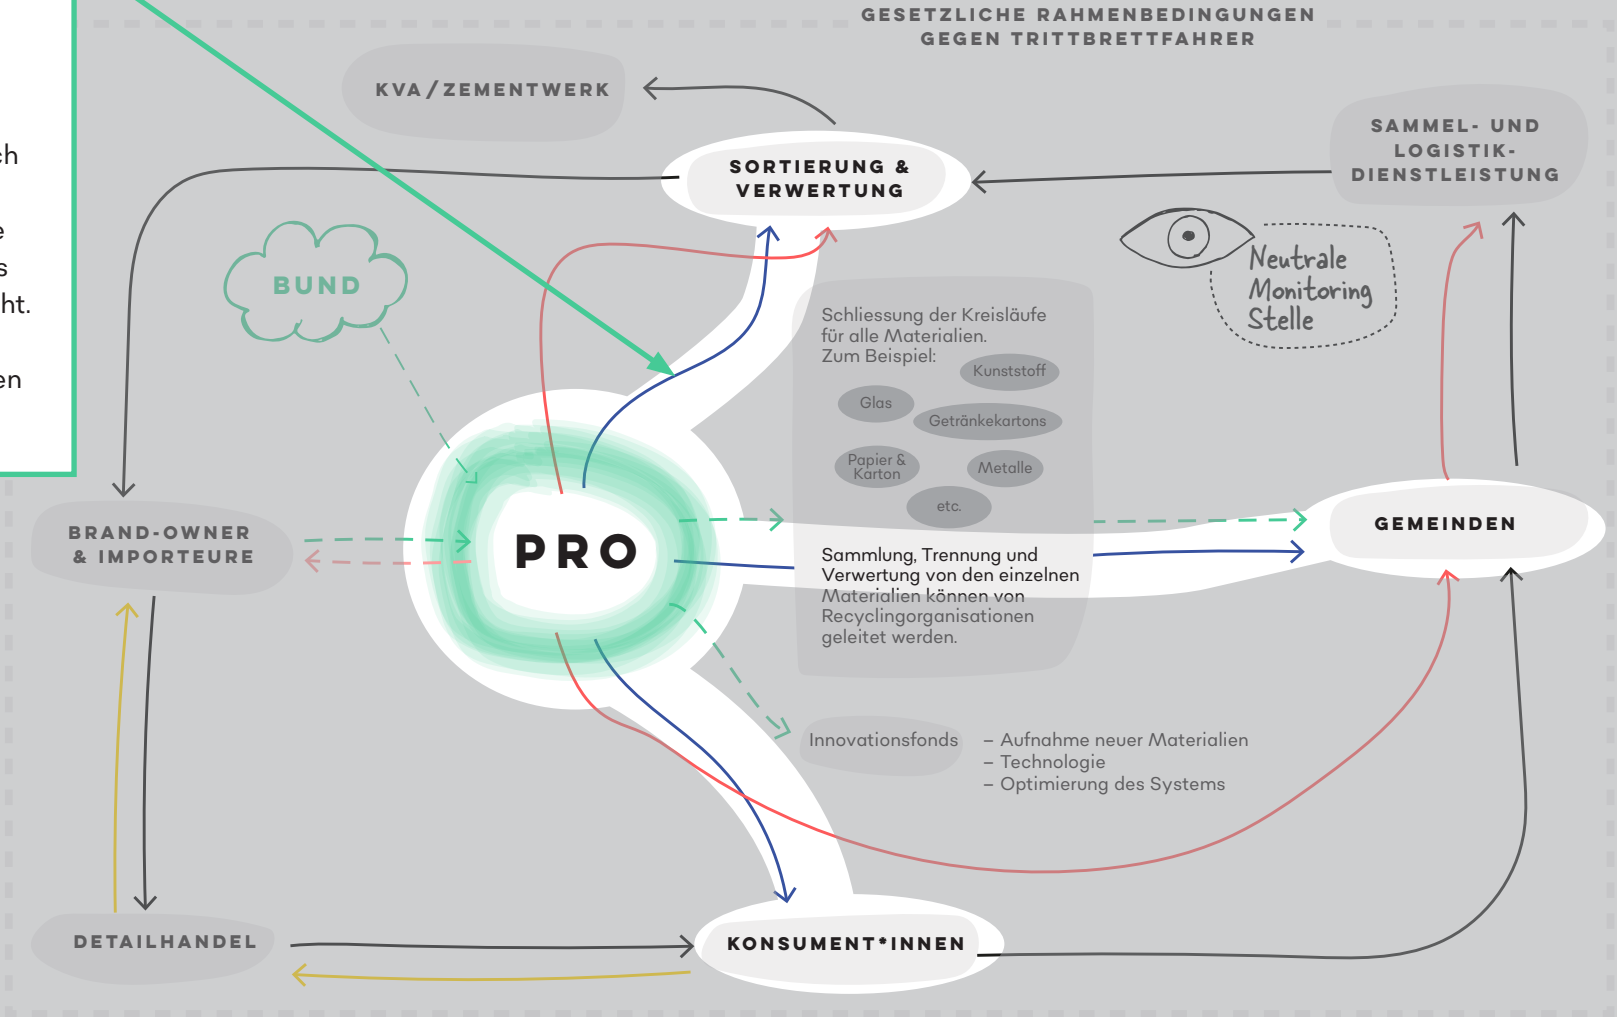 GESETZLICHE RAHMENBEDINGUNGEN
GEGEN TRITTBRETTFAHRER
KVA/ZEMENTWERK
SAMMEL- UND
LOGISTIK-
DIENSTLEISTUNG
SORTIERUNG &
VERWERTUNG
BUND
Neutrale
Monitoring
Stelle
Schliessung der Kreisläufe
für alle Materialien.
Zum Beispiel:
Kunststoff
Glas
Getränkekartons
Papier &
Karton
Metalle
etc.
BRAND-OWNER
& IMPORTEURE
PRO
GEMEINDEN
Sammlung, Trennung und
Verwertung von den einzelnen
Materialien können von
Recyclingorganisationen
geleitet werden.
Innovationsfonds
– Aufnahme neuer Materialien
– Technologie
– Optimierung des Systems
DETAILHANDEL
KONSUMENT*INNEN